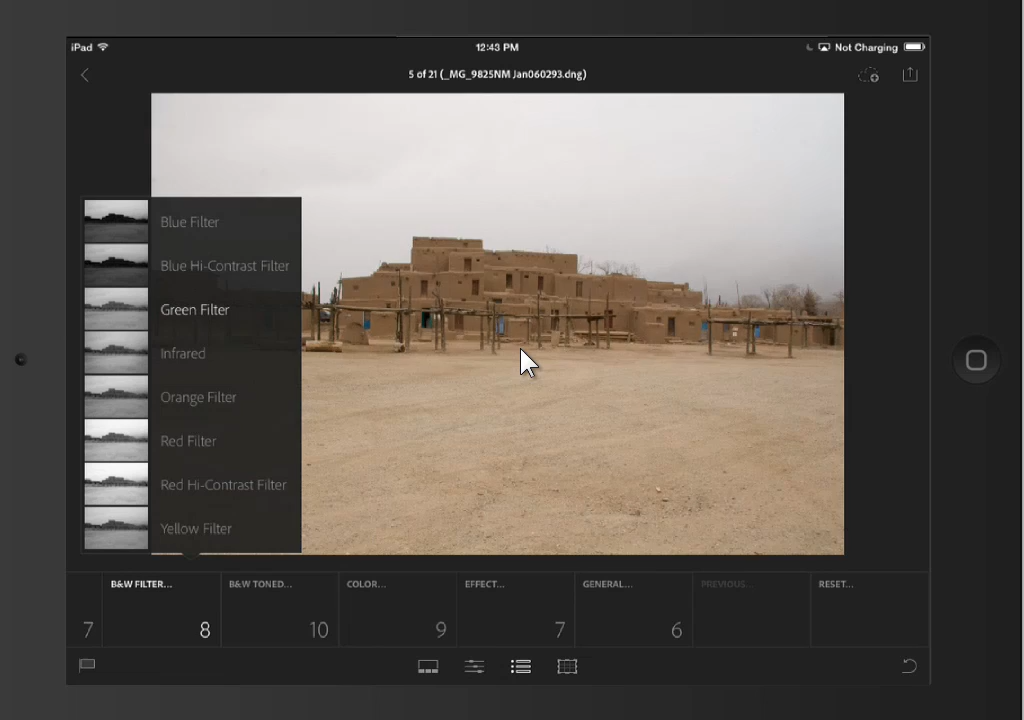 iPad 12:43 PM Not Charging
5 of 21 (_MG_9825NM Jan060293.dng)
Blue Filter
Blue Hi-Contrast Filter
Green Filter
Infrared
Orange Filter
Red Filter
Red Hi-Contrast Filter
Yellow Filter
B&W FILTER... B&W TONED... COLOR... EFFECT... GENERAL... PREVIOUS... RESET...
7 8 10 9 7 6